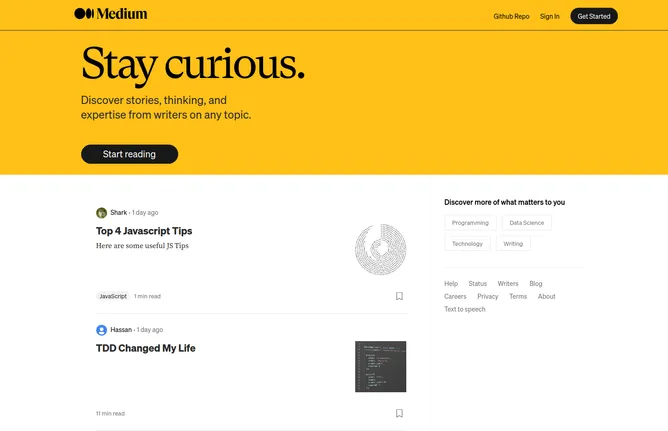 Medium
Github Repo
Sign In
Get Started
Stay curious.
Discover stories, thinking, and
expertise from writers on any topic.
Start reading
Shark • 1 day ago
Top 4 Javascript Tips
Here are some useful JS Tips
JavaScript
1 min read
Hassan • 1 day ago
TDD Changed My Life
11 min read
Discover more of what matters to you
Programming
Data Science
Technology
Writing
Help Status Writers Blog
Careers Privacy Terms About
Text to speech